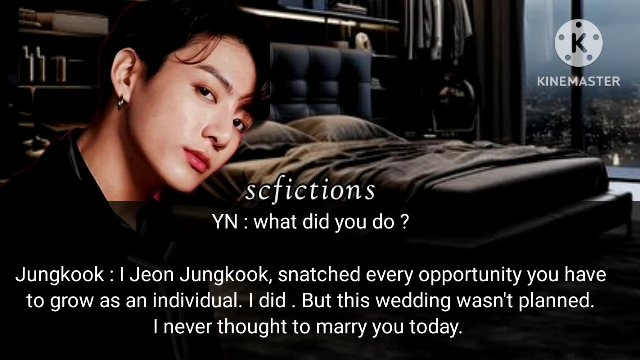 K
KINEMASTER
scfictions
YN : what did you do ?
Jungkook : I Jeon Jungkook, snatched every opportunity you have
to grow as an individual. I did . But this wedding wasn't planned.
I never thought to marry you today.